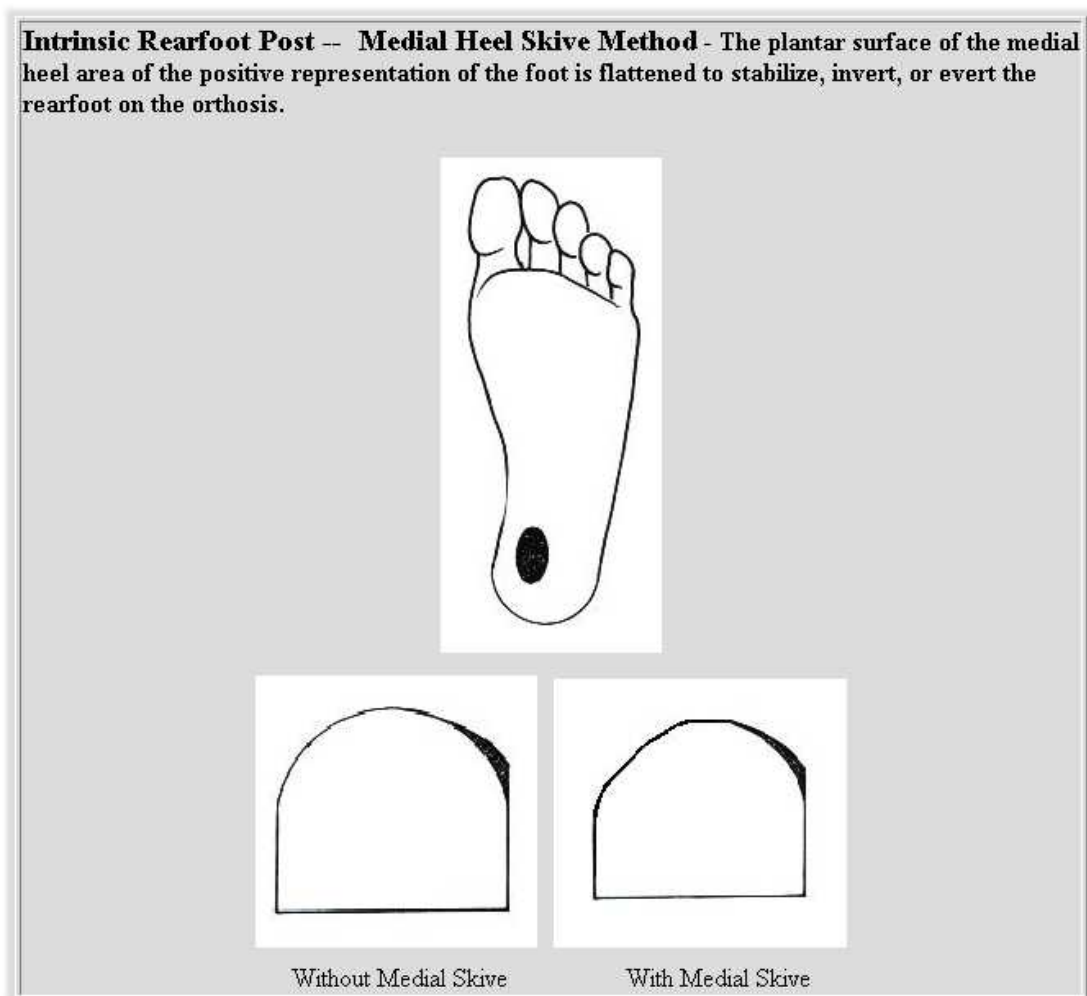 Intrinsic Rearfoot Post -- Medial Heel Skive Method - The plantar surface of the medial
heel area of the positive representation of the foot is flattened to stabilize, invert, or evert the
rearfoot on the orthosis.
Without Medial Skive
With Medial Skive